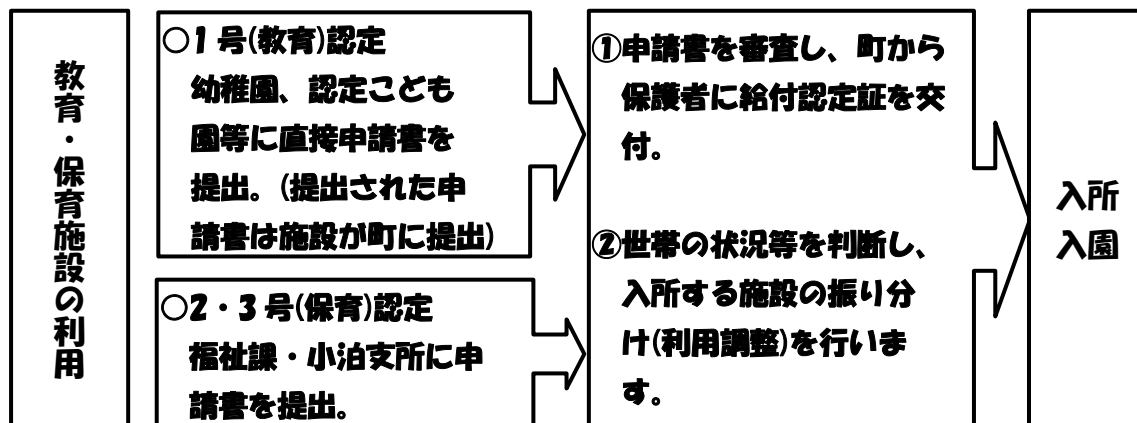 教育・保育施設の利用
○1号(教育)認定
幼稚園、認定こども
園等に直接申請書を
提出。(提出された申
請書は施設が町に提出)
○2・3号(保育)認定
福祉課・小泊支所に申
請書を提出。
①申請書を審査し、町から
保護者に給付認定証を交
付。
②世帯の状況等を判断し、
入所する施設の振り分
け(利用調整)を行いま
す。
入所
入園